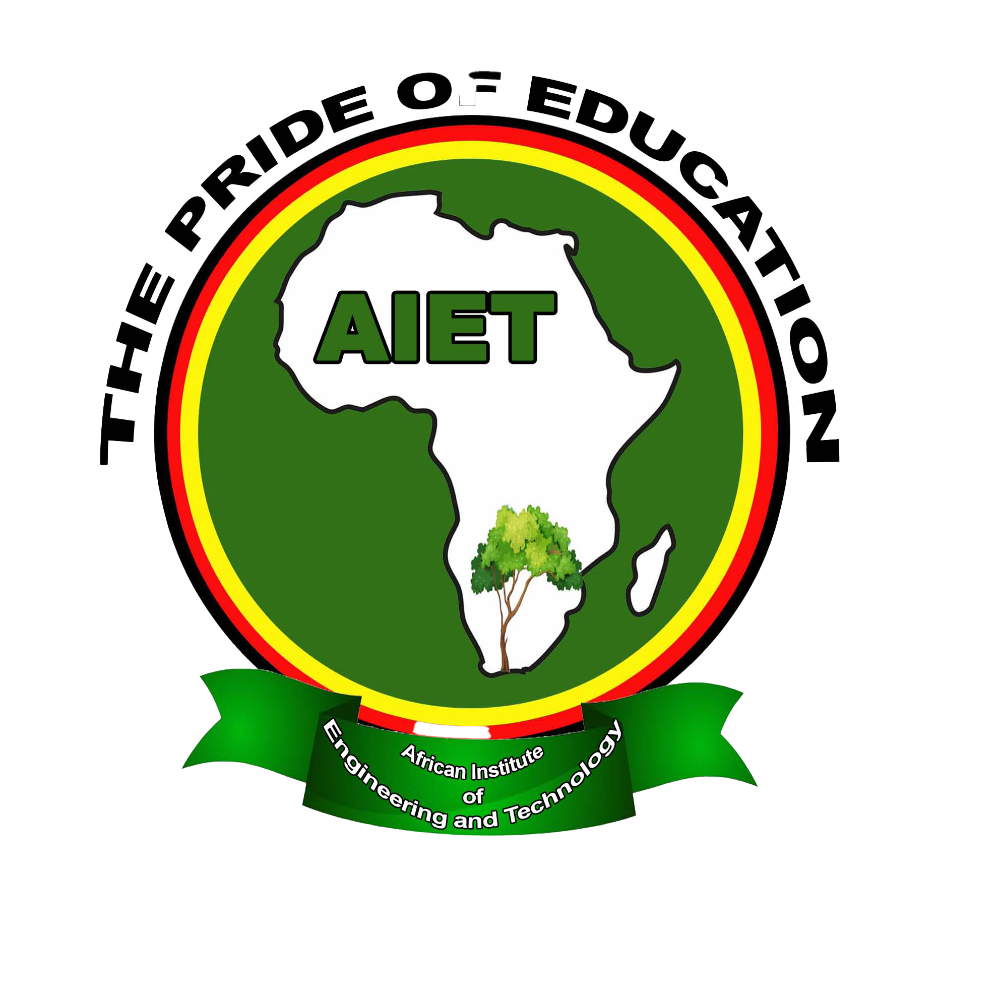 THE PRIDE OF EDUCATION
AIET
African Institute
of
Engineering and Technology